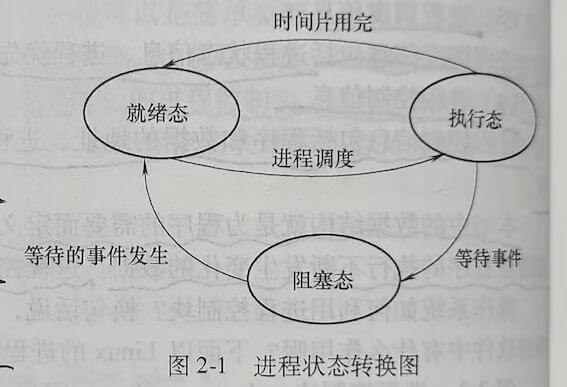 时间片用完
就绪态
执行态
进程调度
等待的事件发生
等待事件
阻塞态
图 2-1 进程状态转换图